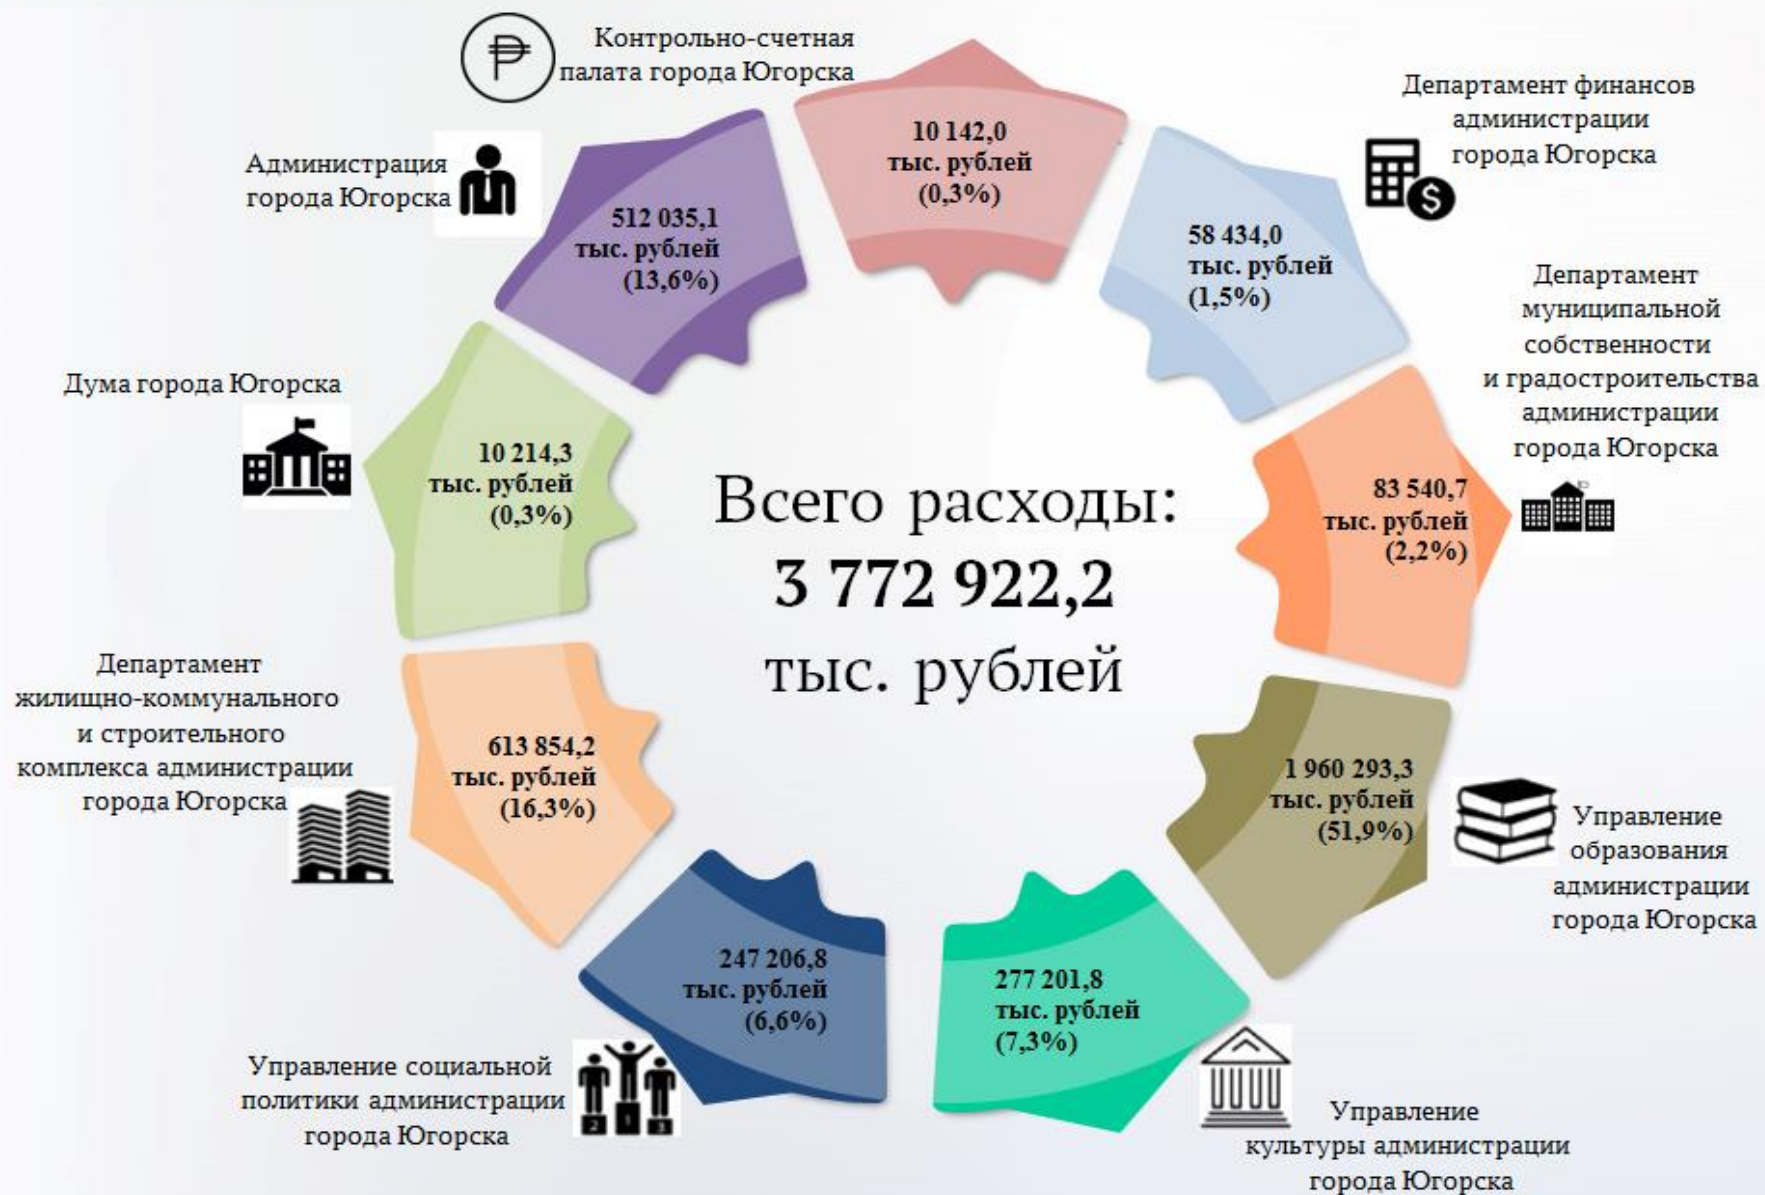 Контрольно-счетная
палата города Югорска
10 142,0
тыс. рублей
(0,3%)
Департамент финансов
администрации
города Югорска
58 434,0
тыс. рублей
(1,5%)
Департамент
муниципальной
собственности
и градостроительства
администрации
города Югорска
83 540,7
тыс. рублей
(2,2%)
Управление
образования
администрации
города Югорска
1 960 293,3
тыс. рублей
(51,9%)
Управление
культуры администрации
города Югорска
277 201,8
тыс. рублей
(7,3%)
Управление социальной
политики администрации
города Югорска
2 1 3
247 206,8
тыс. рублей
(6,6%)
Департамент
жилищно-коммунального
и строительного
комплекса администрации
города Югорска
613 854,2
тыс. рублей
(16,3%)
Дума города Югорска
10 214,3
тыс. рублей
(0,3%)
Администрация
города Югорска
512 035,1
тыс. рублей
(13,6%)
Всего расходы:
3 772 922,2
тыс. рублей